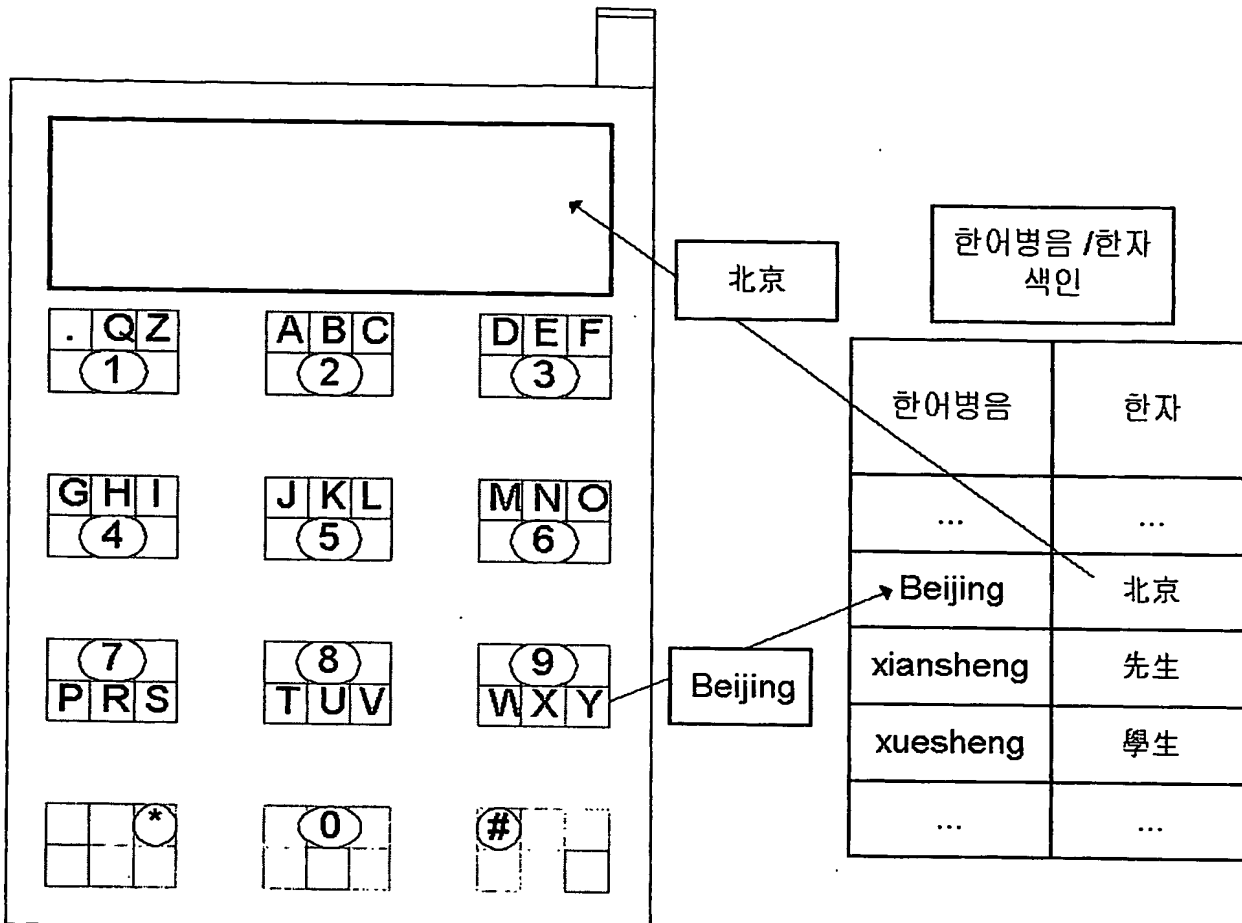 . Q Z
1
A B C
2
D E F
3
G H I
4
J K L
5
M N O
6
7
P R S
8
T U V
9
W X Y
*
0
#
北京
Beijing
한어병음 /한자
색인
한어병음 한자
... ...
Beijing 北京
xiansheng 先生
xuesheng 學生
... ...